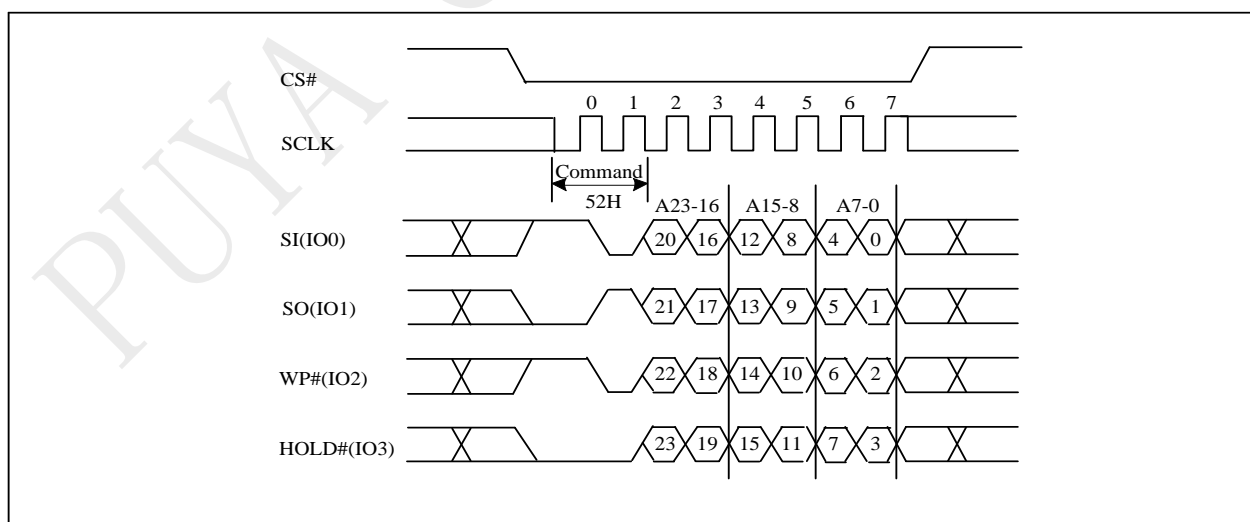 PUYA
CS#
0 1 2 3 4 5 6 7
SCLK
Command
52H
A23-16 A15-8 A7-0
SI(IO0) 20 16 12 8 4 0
SO(IO1) 21 17 13 9 5 1
WP#(IO2) 22 18 14 10 6 2
HOLD#(IO3) 23 19 15 11 7 3